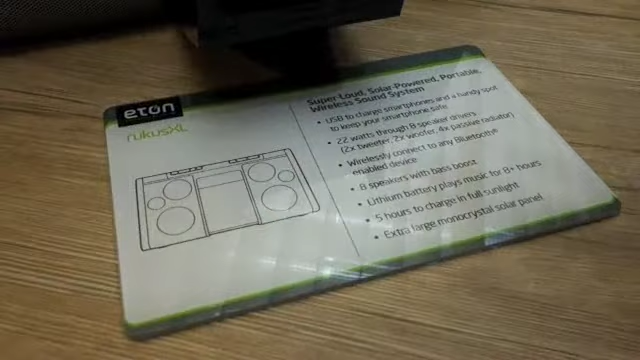 etón
rukusXL
Super-Loud, Solar-Powered, Portable,
Wireless Sound System
• USB to charge smartphones and a handy spot
to keep your smartphone safe
• 22 watts through 8 speaker drivers
(2x tweeter, 2x woofer, 4x passive radiator)
• Wirelessly connect to any Bluetooth®
enabled device
• 8 speakers with bass boost
• Lithium battery plays music for 8+ hours
• 5 hours to charge in full sunlight
• Extra large monocrystal solar panel